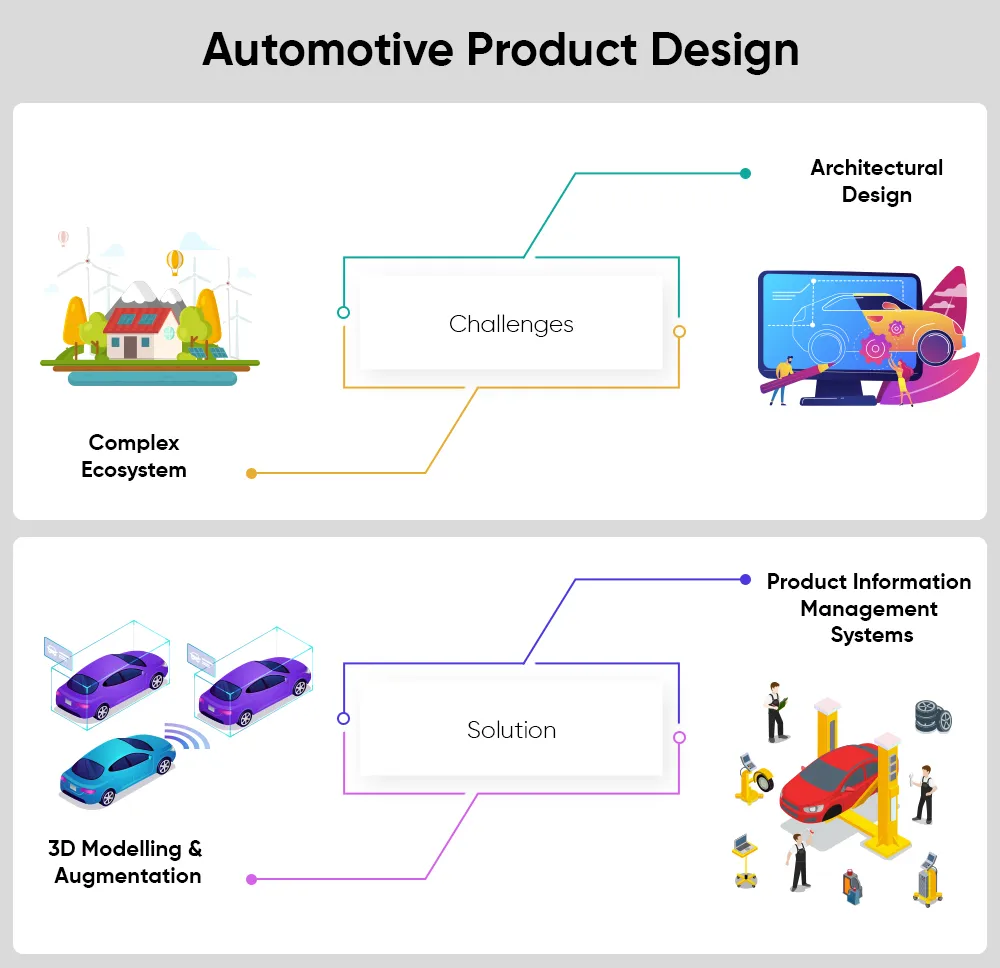 Automotive Product Design
Architectural
Design
Challenges
Complex
Ecosystem
Product Information
Management
Systems
Solution
3D Modelling &
Augmentation